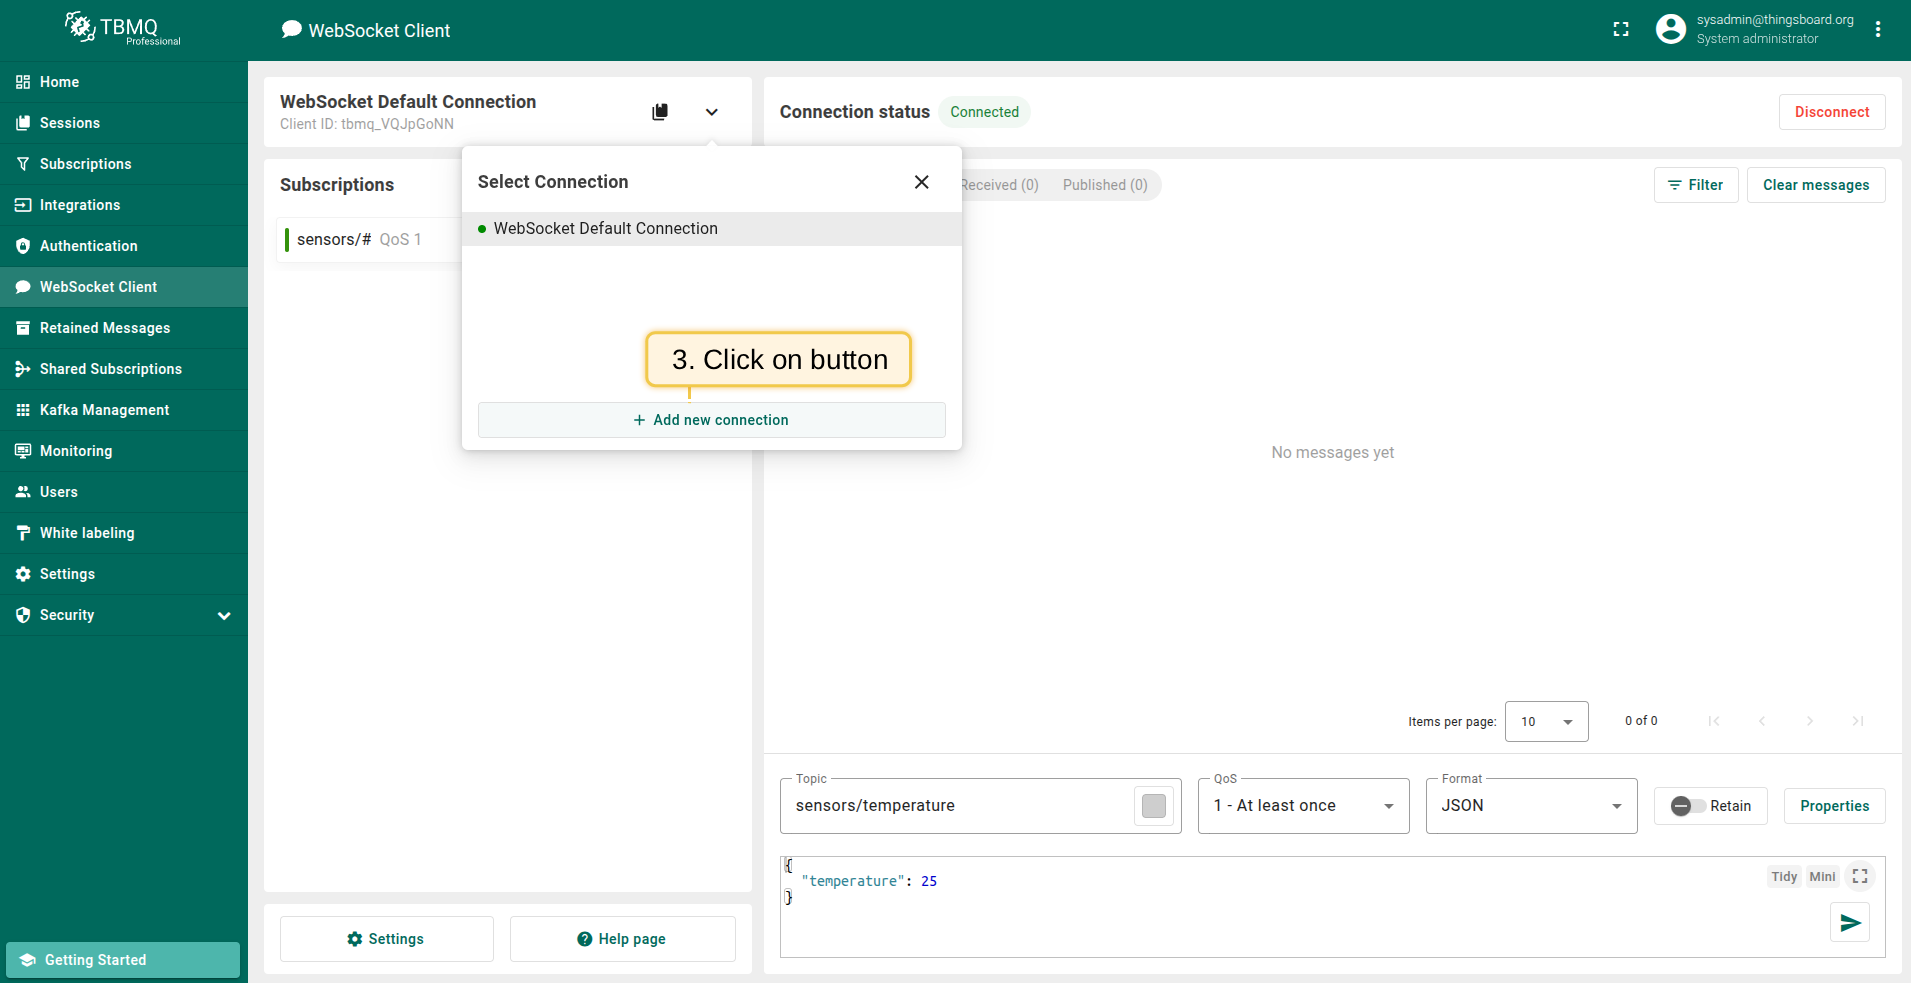 TBMQ
Professional
WebSocket Client
sysadmin@thingsboard.org
System administrator
Home
Sessions
Subscriptions
Integrations
Authentication
WebSocket Client
Retained Messages
Shared Subscriptions
Kafka Management
Monitoring
Users
White labeling
Settings
Security
Getting Started
WebSocket Default Connection
Client ID: tbmq_VQJpGoNN
Subscriptions
sensors/# QoS 1
Select Connection
WebSocket Default Connection
3. Click on button
+ Add new connection
Settings
Help page
Connection status Connected
Disconnect
Received (0) Published (0)
Filter
Clear messages
No messages yet
Items per page: 10 0 of 0
Topic
sensors/temperature
QoS
1 - At least once
Format
JSON
Retain
Properties
{
"temperature": 25
}
Tidy Mini